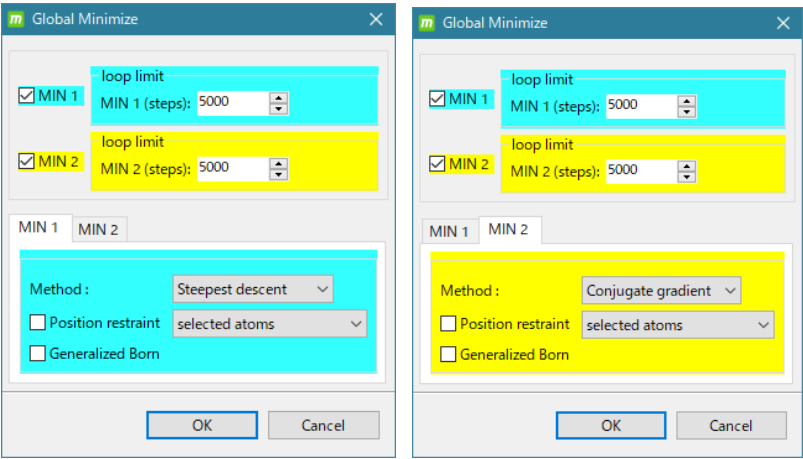 m Global Minimize
loop limit
MIN 1
MIN 1 (steps): 5000
loop limit
MIN 2
MIN 2 (steps): 5000
MIN 1 MIN 2
Method : Steepest descent
Position restraint selected atoms
Generalized Born
OK Cancel
m Global Minimize
loop limit
MIN 1
MIN 1 (steps): 5000
loop limit
MIN 2
MIN 2 (steps): 5000
MIN 1 MIN 2
Method : Conjugate gradient
Position restraint selected atoms
Generalized Born
OK Cancel